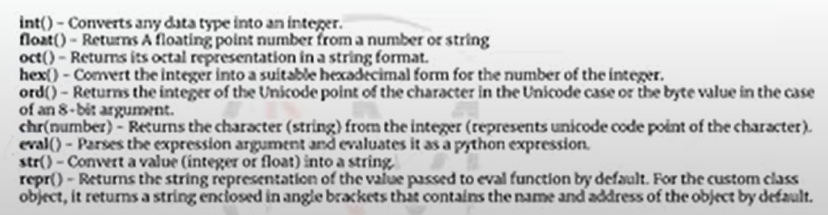 int() – Converts any data type into an integer.
float() – Returns A floating point number from a number or string
oct() – Returns its octal representation in a string format.
hex() – Convert the integer into a suitable hexadecimal form for the number of the integer.
ord() – Returns the integer of the Unicode point of the character in the Unicode case or the byte value in the case
of an 8-bit argument.
chr(number) – Returns the character (string) from the integer (represents unicode code point of the character).
eval() – Parses the expression argument and evaluates it as a python expression.
str() – Convert a value (integer or float) into a string.
repr() – Returns the string representation of the value passed to eval function by default. For the custom class
object, it returns a string enclosed in angle brackets that contains the name and address of the object by default.